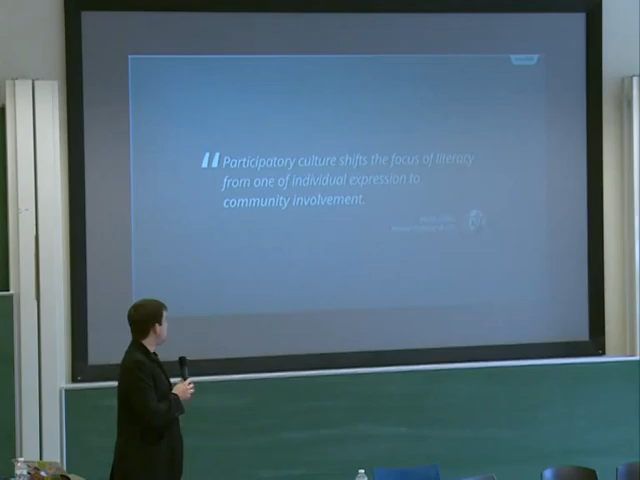 Participatory culture shifts the focus of literacy
from one of individual expression to
community involvement.